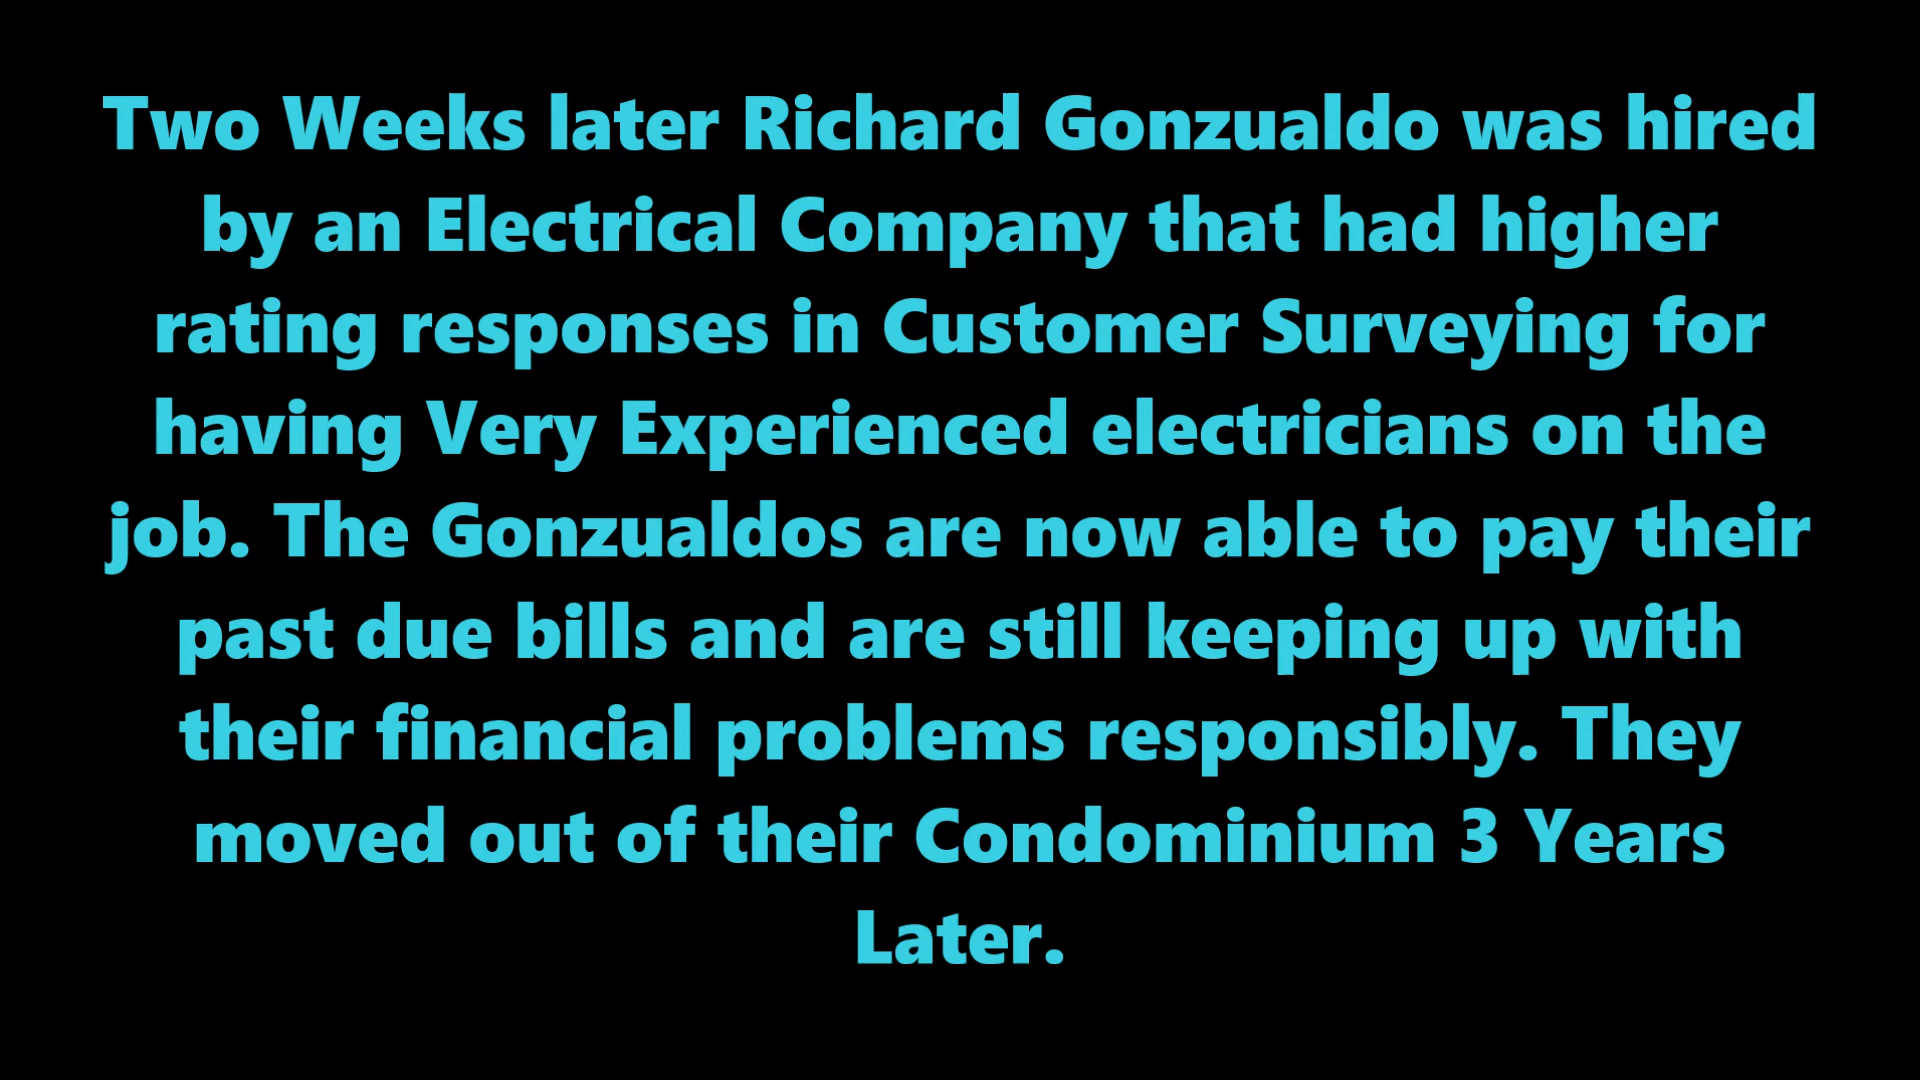 Two Weeks later Richard Gonzualdo was hired
by an Electrical Company that had higher
rating responses in Customer Surveying for
having Very Experienced electricians on the
job. The Gonzualdos are now able to pay their
past due bills and are still keeping up with
their financial problems responsibly. They
moved out of their Condominium 3 Years
Later.